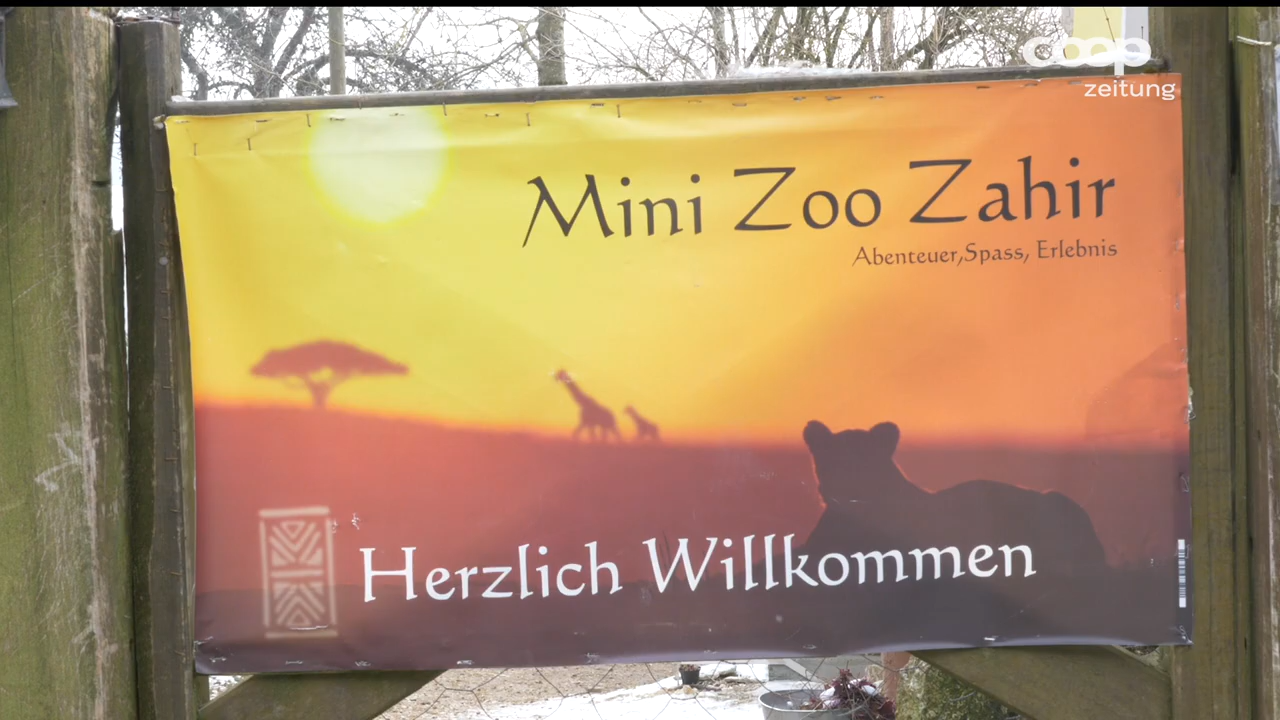 coop
zeitung
Mini Zoo Zahir
Abenteuer,Spass, Erlebnis
Herzlich Willkommen